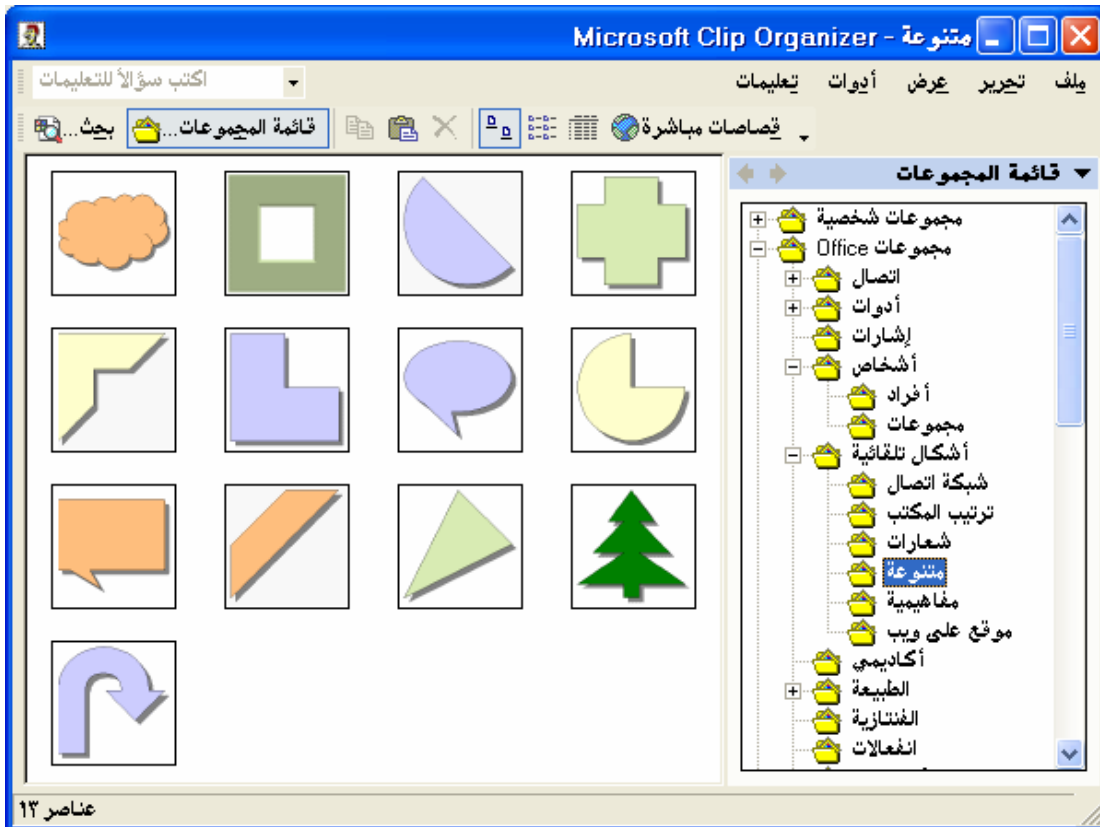 متنوعة - Microsoft Clip Organizer
ملف تحرير عرض أدوات تعليمات
اكتب سؤالاً للتعليمات
بحث... قائمة المجموعات... قصاصات مباشرة
قائمة المجموعات
مجموعات شخصية
مجموعات Office
اتصال
أدوات
إشارات
أشخاص
أفراد
مجموعات
أشكال تلقائية
شبكة اتصال
ترتيب المكتب
شعارات
متنوعة
مفاهيمية
موقع على ويب
أكاديمي
الطبيعة
الفنتازية
انفعالات
عناصر ١٣